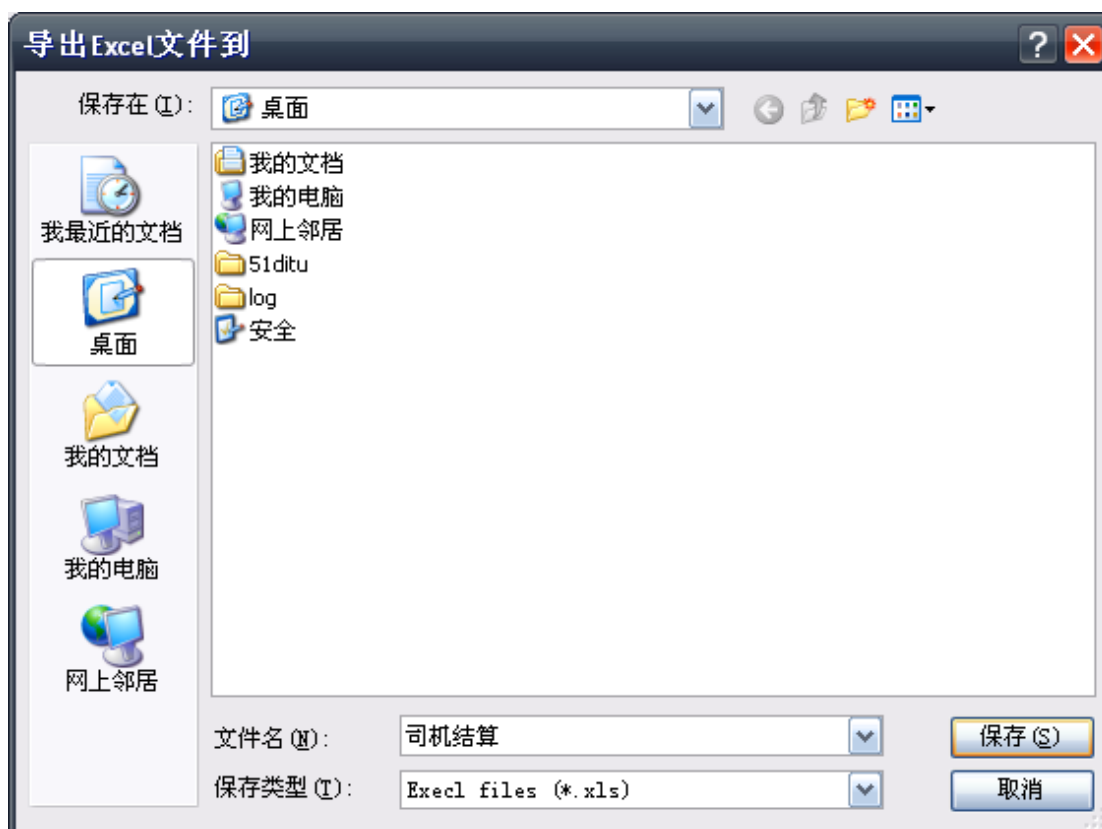 导出Excel文件到
保存在(I):
桌面
我最近的文档
桌面
我的文档
我的电脑
网上邻居
我的文档
我的电脑
网上邻居
51ditu
log
安全
文件名(N):
司机结算
保存(S)
保存类型(T):
Execl files (*.xls)
取消